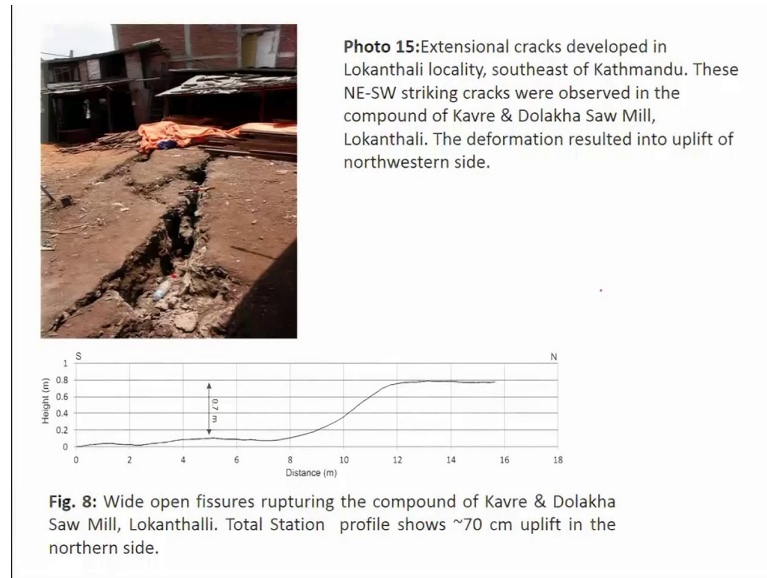 Photo 15:Extensional cracks developed in
Lokanthali locality, southeast of Kathmandu. These
NE-SW striking cracks were observed in the
compound of Kavre & Dolakha Saw Mill,
Lokanthali. The deformation resulted into uplift of
northwestern side.
S
N
1
0.8
0.6
0.4
0.2
0
Height (m)
0.7 m
0
2
4
6
8
10
12
14
16
18
Distance (m)
Fig. 8: Wide open fissures rupturing the compound of Kavre & Dolakha
Saw Mill, Lokanthalli. Total Station profile shows ~70 cm uplift in the
northern side.